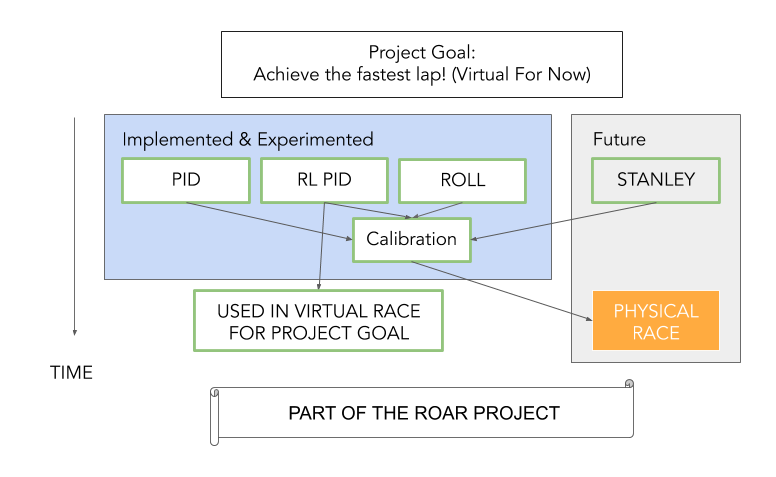 Project Goal:
Achieve the fastest lap! (Virtual For Now)
Implemented & Experimented
Future
PID
RL PID
ROLL
STANLEY
Calibration
USED IN VIRTUAL RACE
FOR PROJECT GOAL
PHYSICAL
RACE
TIME
PART OF THE ROAR PROJECT